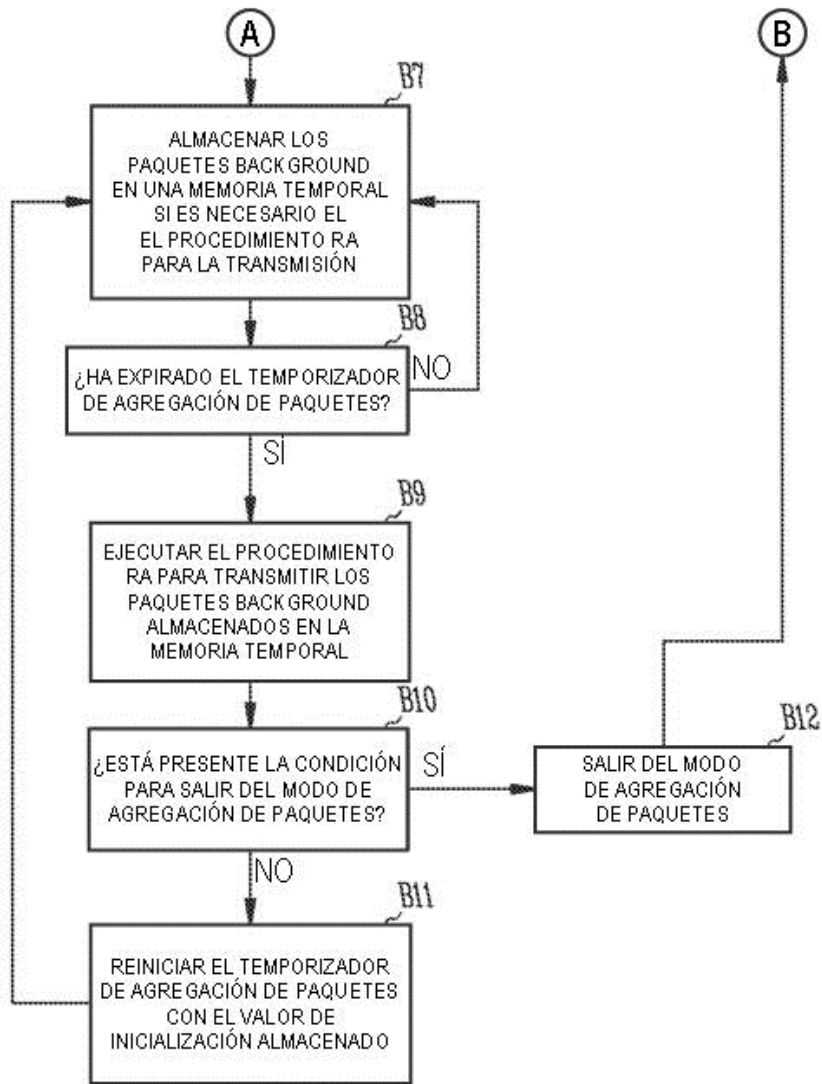 A
B
B7
ALMACENAR LOS
PAQUETES BACKGROUND
EN UNA MEMORIA TEMPORAL
SI ES NECESARIO EL
EL PROCEDIMIENTO RA
PARA LA TRANSMISIÓN
B8
¿HA EXPIRADO EL TEMPORIZADOR
DE AGREGACIÓN DE PAQUETES?
NO
SÍ
B9
EJECUTAR EL PROCEDIMIENTO
RA PARA TRANSMITIR LOS
PAQUETES BACKGROUND
ALMACENADOS EN LA
MEMORIA TEMPORAL
B10
¿ESTÁ PRESENTE LA CONDICIÓN
PARA SALIR DEL MODO DE
AGREGACIÓN DE PAQUETES?
SÍ
B12
SALIR DEL MODO
DE AGREGACIÓN
DE PAQUETES
NO
B11
REINICIAR EL TEMPORIZADOR
DE AGREGACIÓN DE PAQUETES
CON EL VALOR DE
INICIALIZACIÓN ALMACENADO